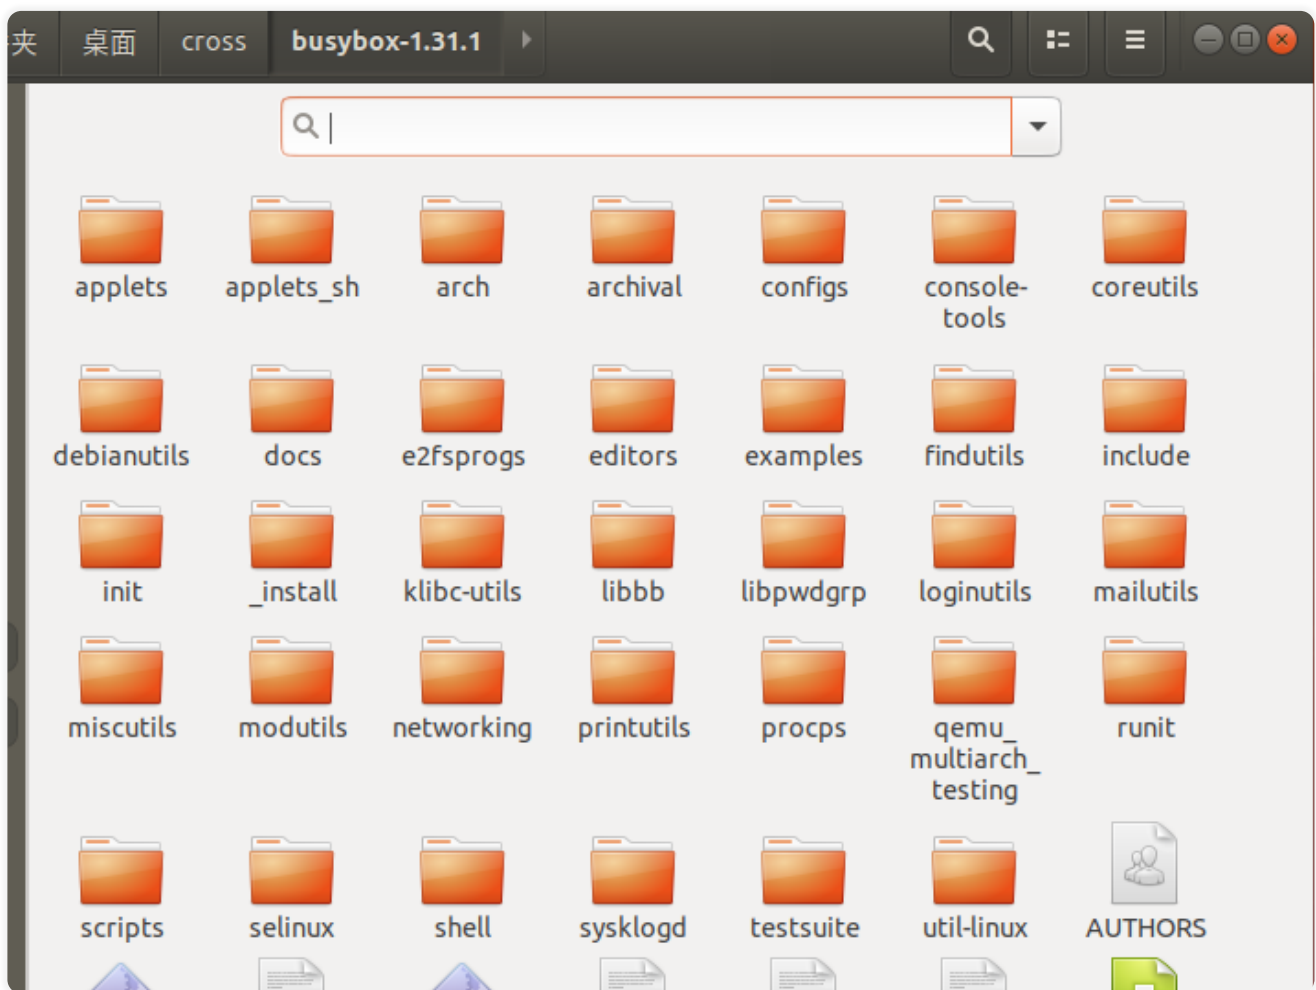 夹 桌面 cross busybox-1.31.1
applets applets_sh arch archival configs console- coreutils
tools
debianutils docs e2fsprogs editors examples findutils include
init _install klibc-utils libbb libpwdgrp loginutils mailutils
miscutils modutils networking printutils procps qemu_ runit
multiarch_
testing
scripts selinux shell sysklogd testsuite util-linux AUTHORS